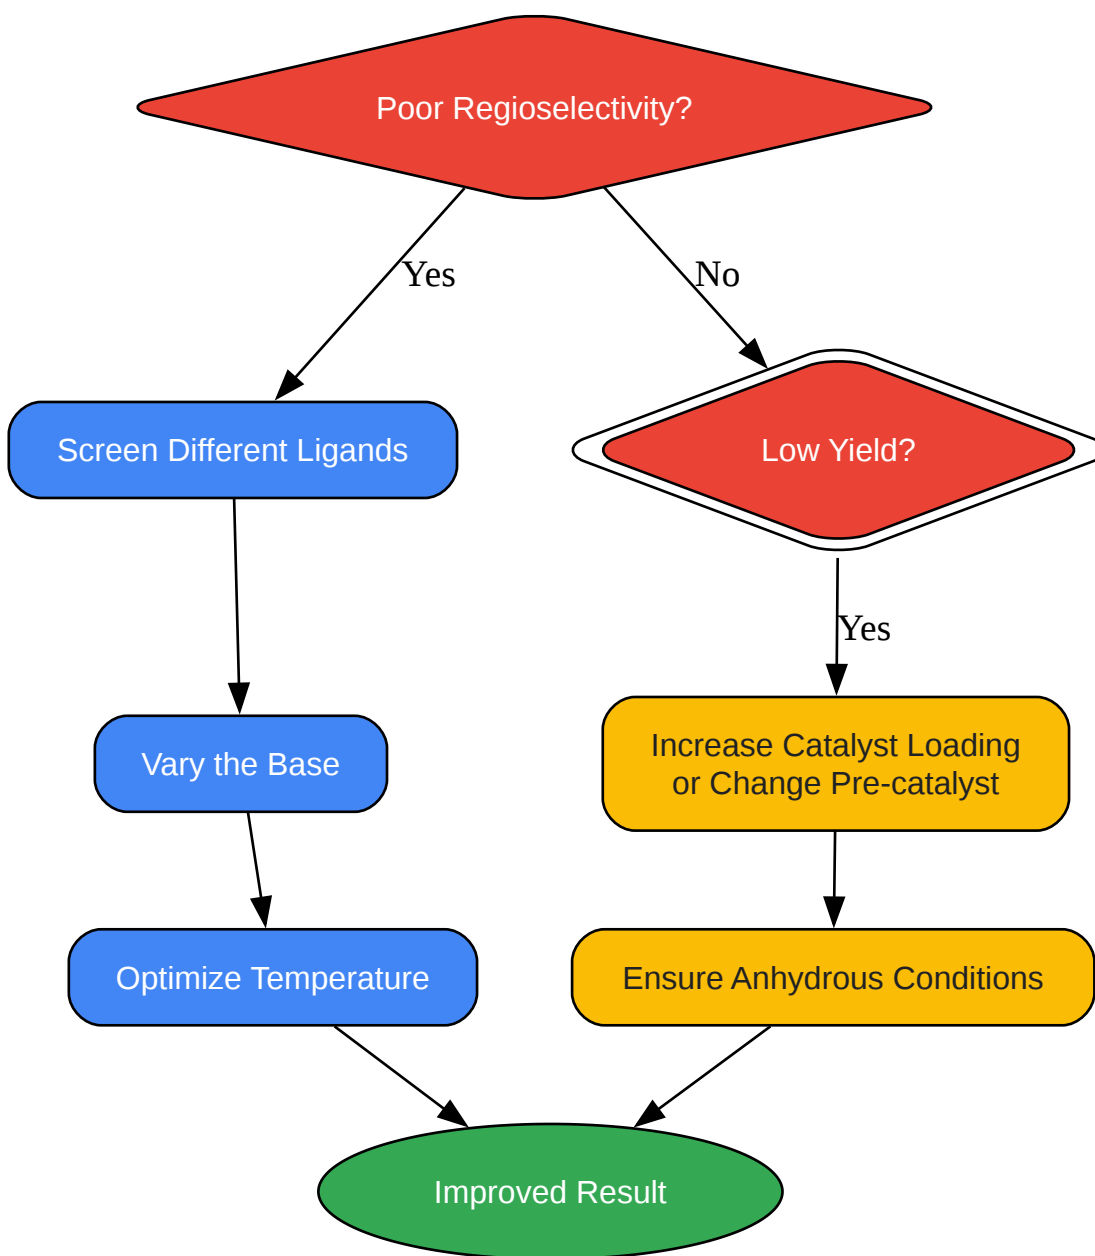 Poor Regioselectivity?
Yes
No
Screen Different Ligands
Low Yield?
Yes
Vary the Base
Increase Catalyst Loading
or Change Pre-catalyst
Optimize Temperature
Ensure Anhydrous Conditions
Improved Result